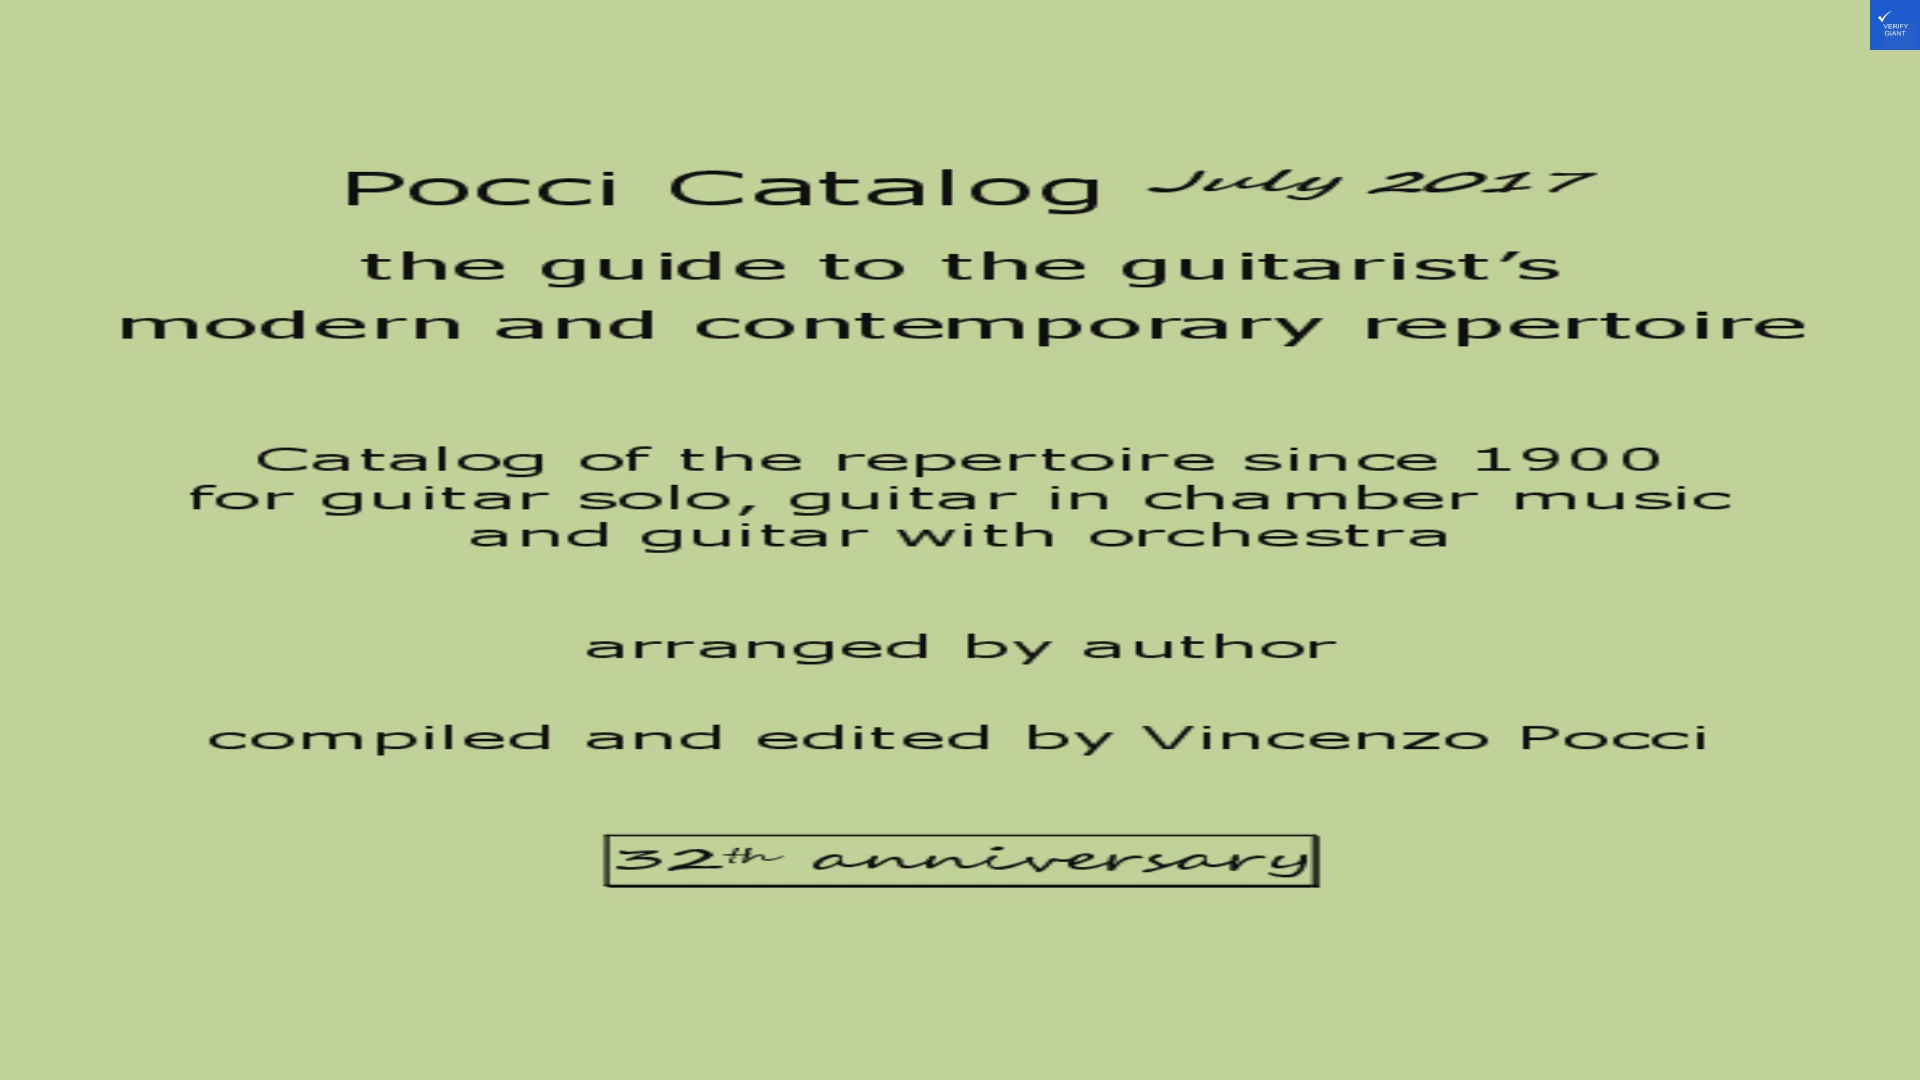 VERIFY
GIANT
Pocci Catalog July 2017
the guide to the guitarist's
modern and contemporary repertoire
Catalog of the repertoire since 1900
for guitar solo, guitar in chamber music
and guitar with orchestra
arranged by author
compiled and edited by Vincenzo Pocci
32th anniversary